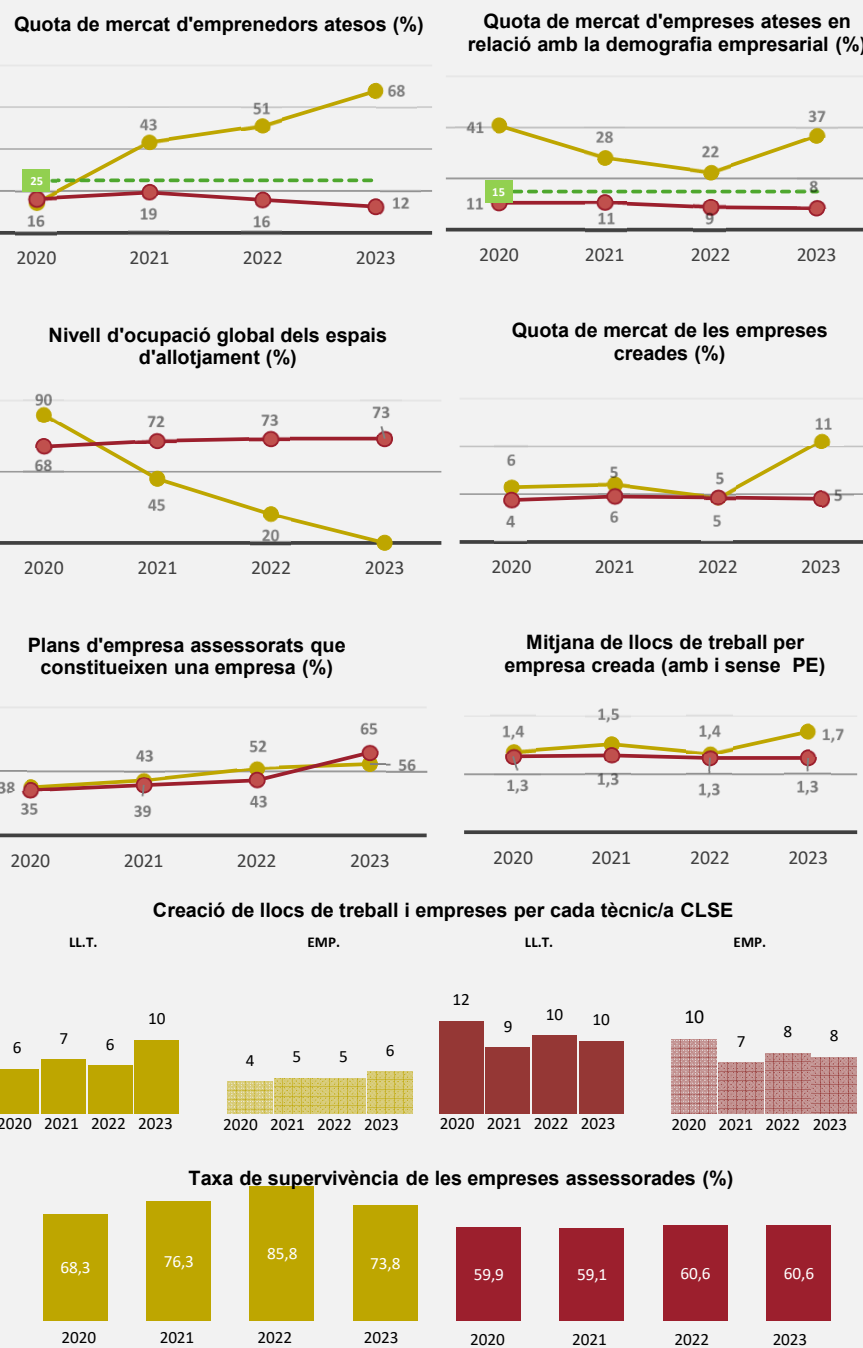 Quota de mercat d'emprenedors atesos (%)
68
51
43
25
16
19
16
12
2020 2021 2022 2023
Quota de mercat d'empreses ateses en
relació amb la demografia empresarial (%)
41
28
22
37
15
11
11
9
8
2020 2021 2022 2023
Nivell d'ocupació global dels espais
d'allotjament (%)
90
72
73
73
68
45
20
2020 2021 2022 2023
Quota de mercat de les empreses
creades (%)
6
5
5
11
4
6
5
5
2020 2021 2022 2023
Plans d'empresa assessorats que
constitueixen una empresa (%)
38
43
52
65
56
35
39
43
2020 2021 2022 2023
Mitjana de llocs de treball per
empresa creada (amb i sense PE)
1,4
1,5
1,4
1,7
1,3
1,3
1,3
1,3
2020 2021 2022 2023
Creació de llocs de treball i empreses per cada tècnic/a CLSE
LL.T. EMP. LL.T. EMP.
6 7 6 10
2020 2021 2022 2023
4 5 5 6
2020 2021 2022 2023
12 9 10 10
2020 2021 2022 2023
10 7 8 8
2020 2021 2022 2023
Taxa de supervivència de les empreses assessorades (%)
68,3 76,3 85,8 73,8 59,9 59,1 60,6 60,6
2020 2021 2022 2023 2020 2021 2022 2023